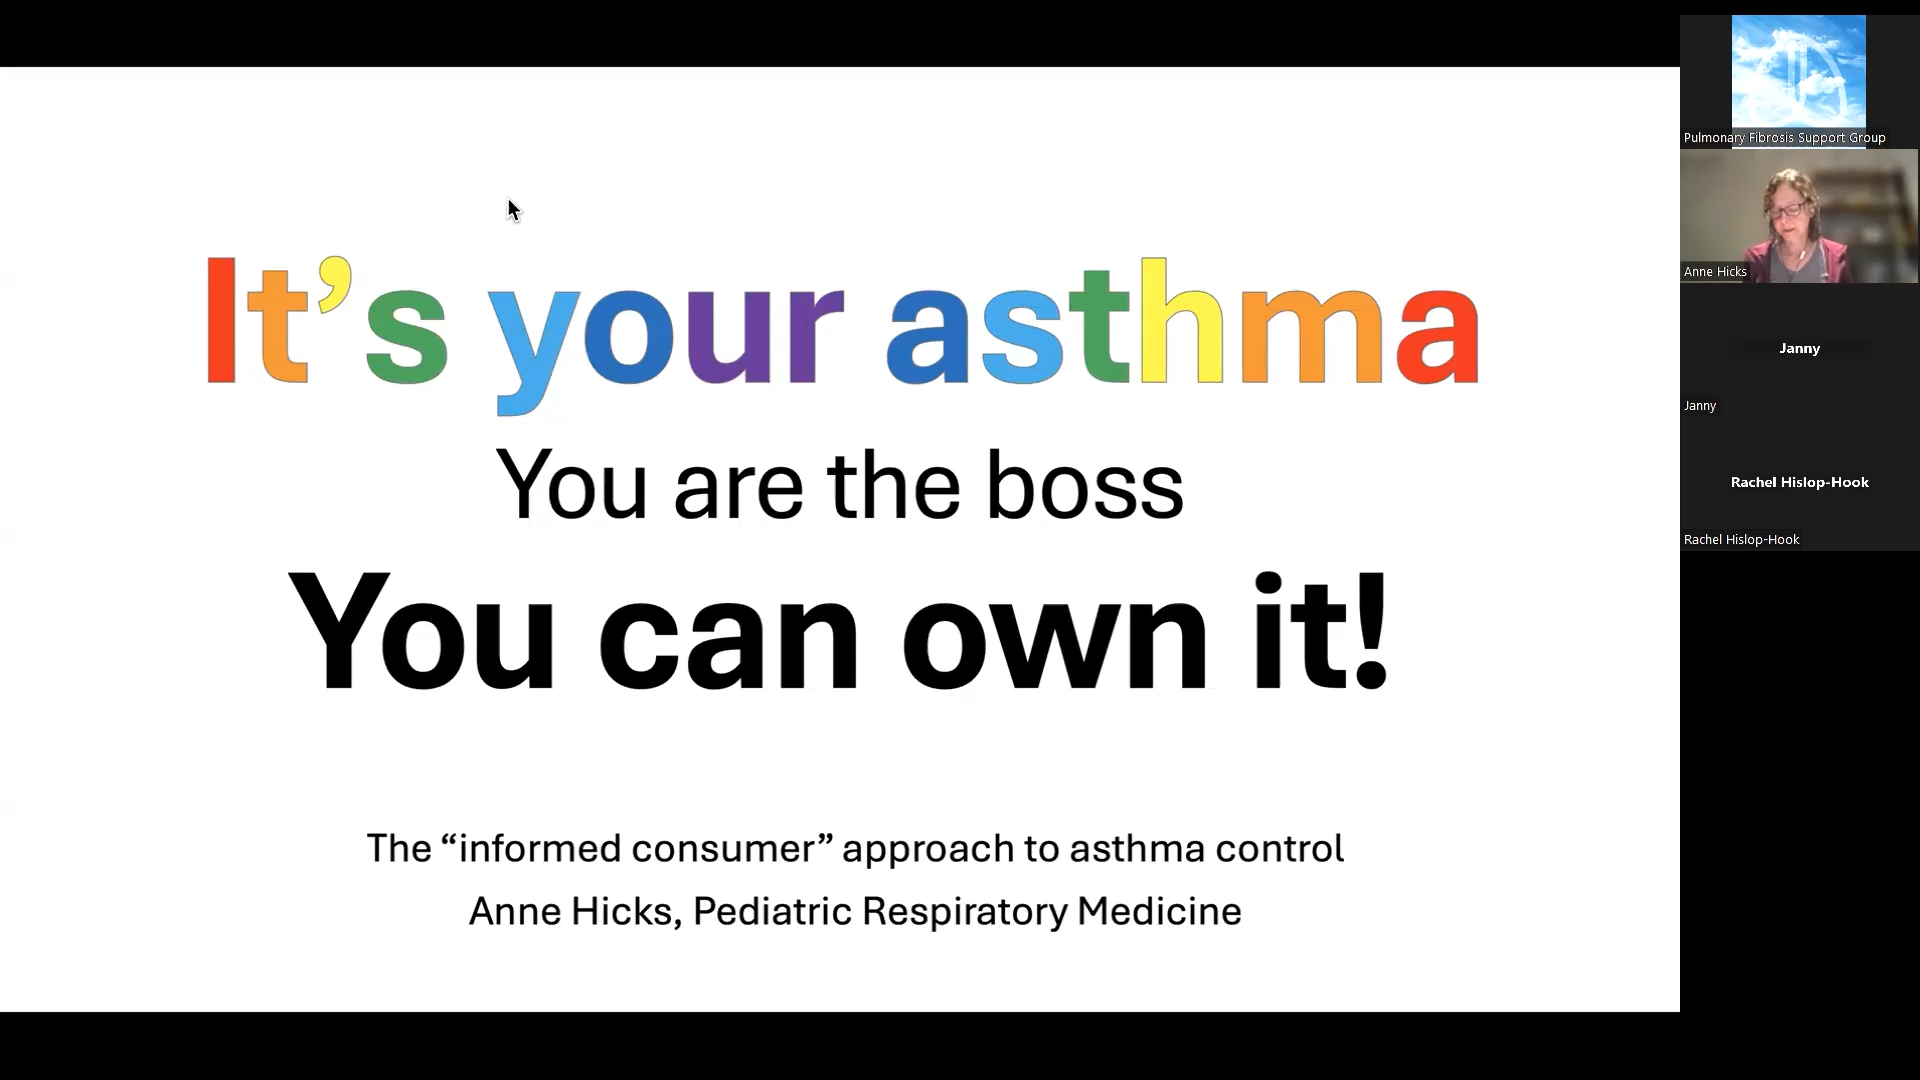 It’s your asthma
You are the boss
You can own it!
The “informed consumer” approach to asthma control
Anne Hicks, Pediatric Respiratory Medicine
Pulmonary Fibrosis Support Group
Anne Hicks
Janny
Janny
Rachel Hislop-Hook
Rachel Hislop-Hook